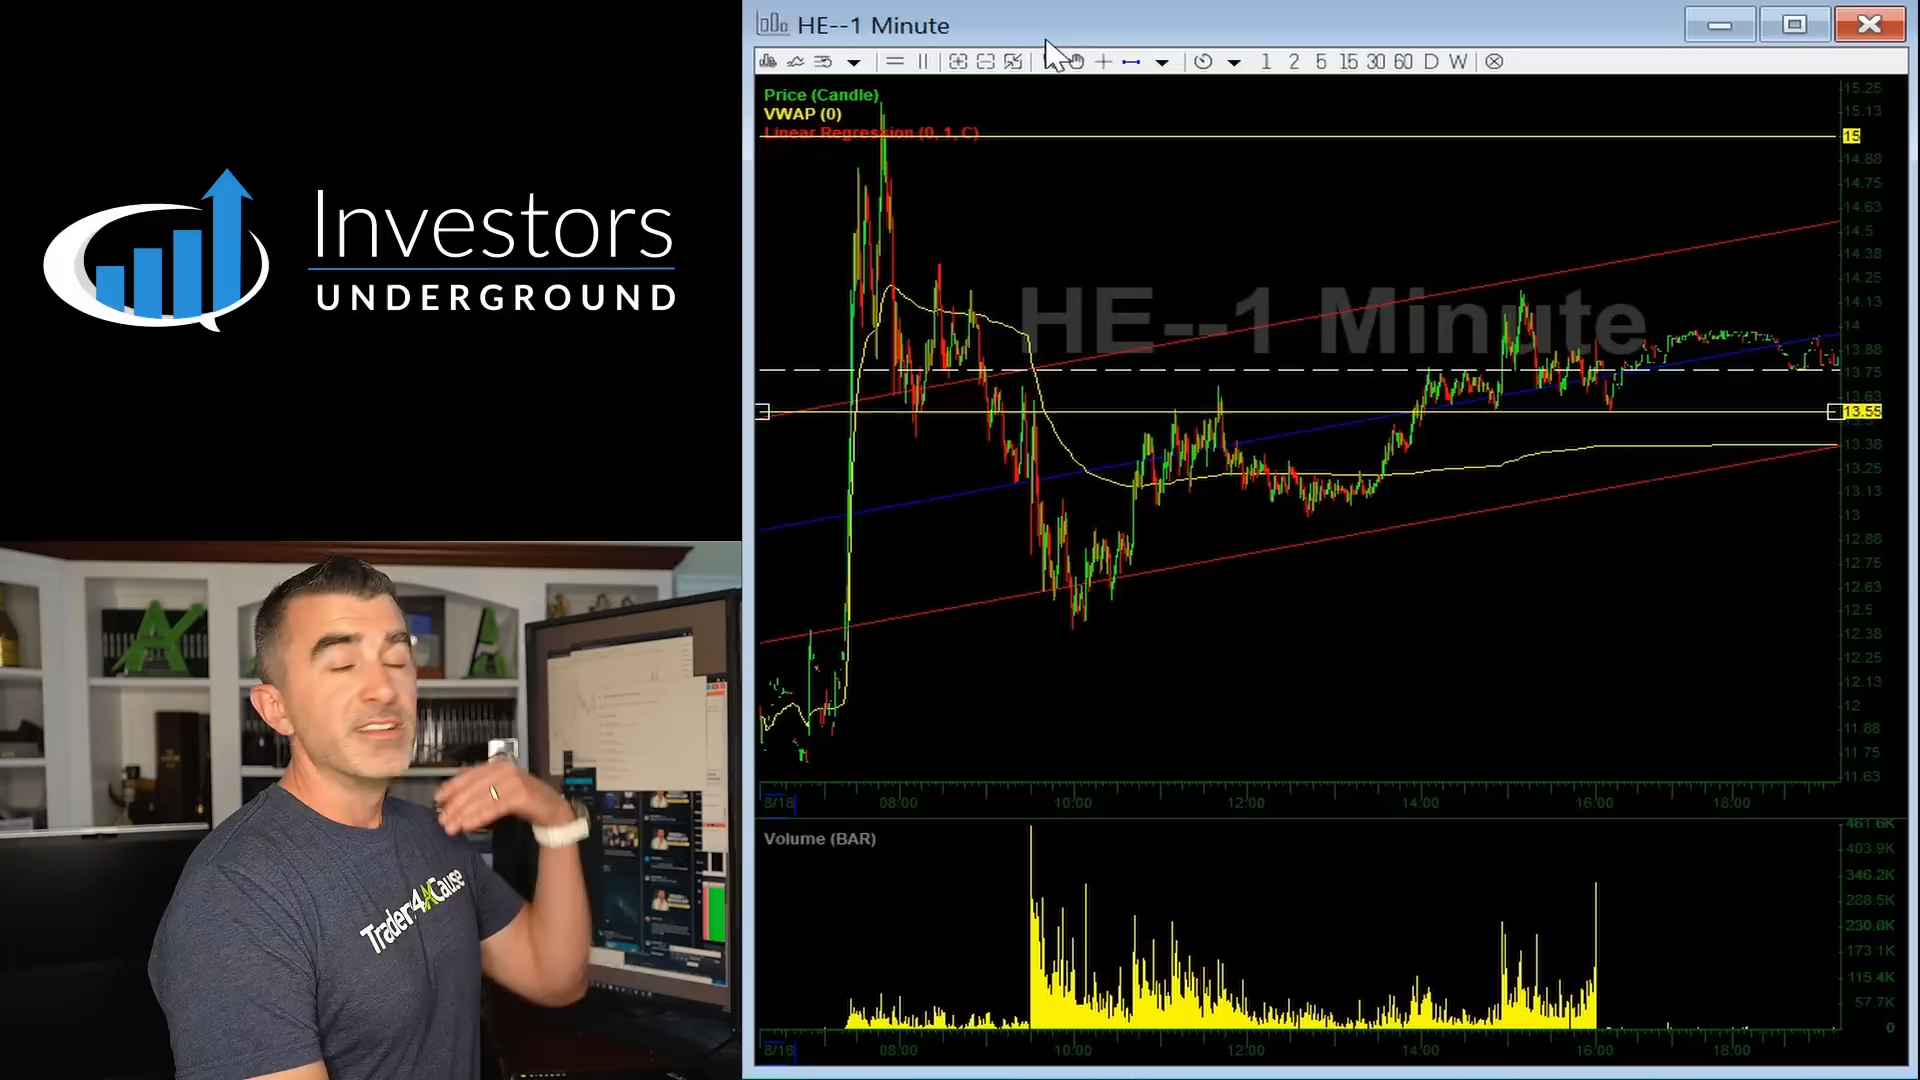 Investors
UNDERGROUND
Trader4ACause
HE--1 Minute
1 2 5 15 30 60 D W
Price (Candle)
VWAP (0)
Linear Regression (0, 1, C)
HE--1 Minute
15.25
15.13
15
14.88
14.75
14.63
14.5
14.38
14.25
14.13
14
13.88
13.75
13.63
13.55
13.38
13.25
13.13
13
12.88
12.75
12.63
12.5
12.38
12.25
12.13
12
11.88
11.75
11.63
8/18 08:00 10:00 12:00 14:00 16:00 18:00
Volume (BAR)
461.6K
403.9K
346.2K
288.5K
230.8K
173.1K
115.4K
57.7K
0
8/18 08:00 10:00 12:00 14:00 16:00 18:00